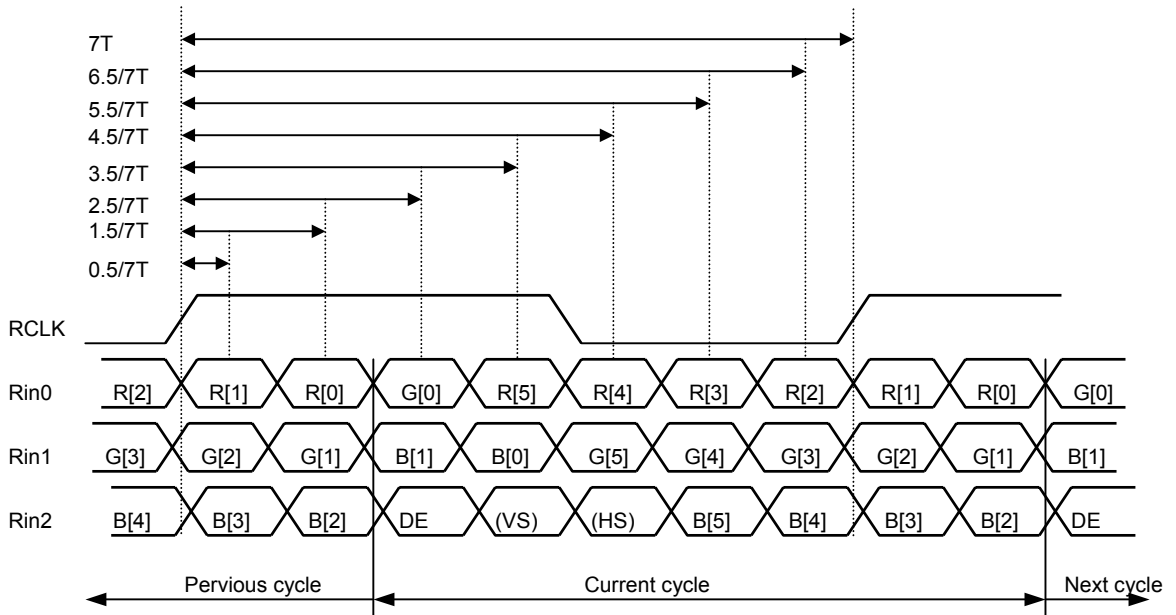 7T
6.5/7T
5.5/7T
4.5/7T
3.5/7T
2.5/7T
1.5/7T
0.5/7T
RCLK
Rin0 R[2] R[1] R[0] G[0] R[5] R[4] R[3] R[2] R[1] R[0] G[0]
Rin1 G[3] G[2] G[1] B[1] B[0] G[5] G[4] G[3] G[2] G[1] B[1]
Rin2 B[4] B[3] B[2] DE (VS) (HS) B[5] B[4] B[3] B[2] DE
Pervious cycle Current cycle Next cycle